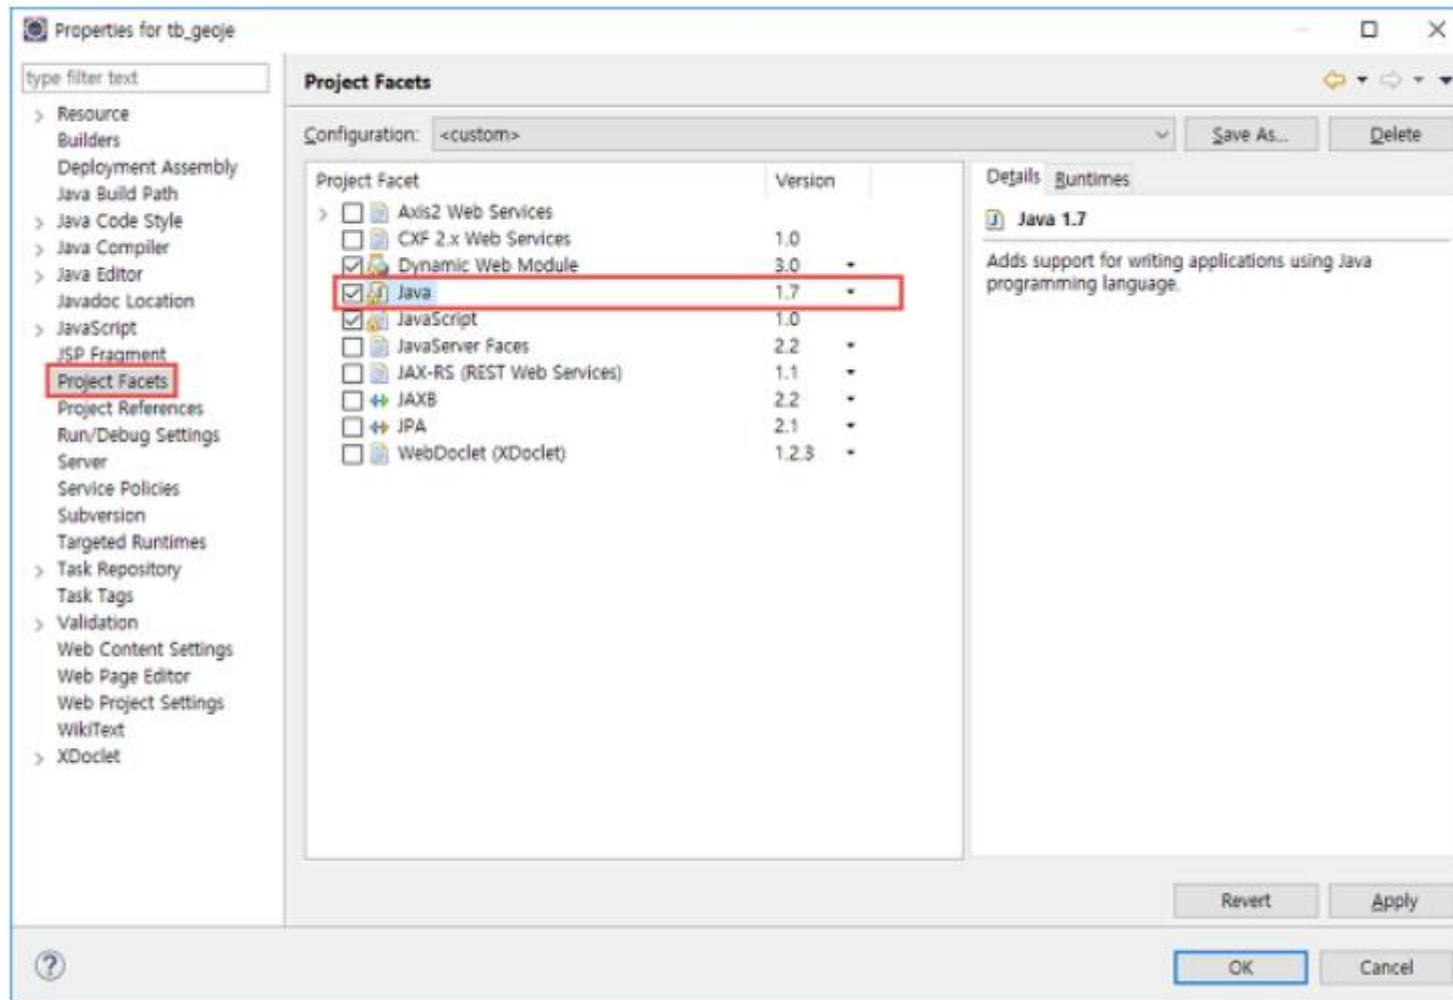 Properties for tb_geoje
type filter text
Resource
Builders
Deployment Assembly
Java Build Path
Java Code Style
Java Compiler
Java Editor
Javadoc Location
JavaScript
JSP Fragment
Project Facets
Project References
Run/Debug Settings
Server
Service Policies
Subversion
Targeted Runtimes
Task Repository
Task Tags
Validation
Web Content Settings
Web Page Editor
Web Project Settings
WikiText
XDoclet
Project Facets
Configuration: <custom> Save As... Delete
Project Facet Version
Axis2 Web Services
CXF 2.x Web Services 1.0
Dynamic Web Module 3.0
Java 1.7
JavaScript 1.0
JavaServer Faces 2.2
JAX-RS (REST Web Services) 1.1
JAXB 2.2
JPA 2.1
WebDoclet (XDoclet) 1.2.3
Details Runtimes
Java 1.7
Adds support for writing applications using Java
programming language.
Revert Apply
OK Cancel